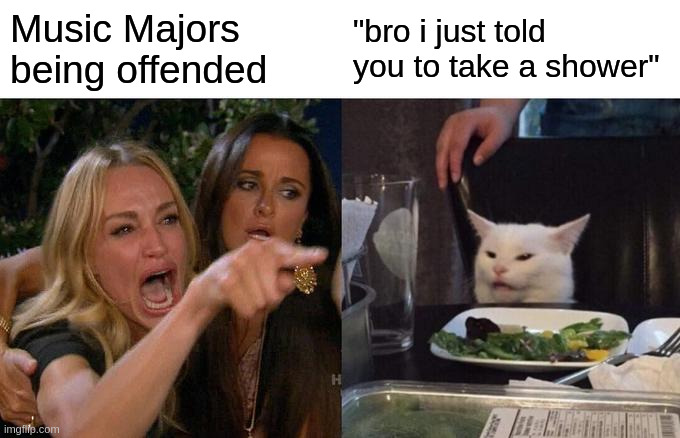 Music Majors
being offended
"bro i just told
you to take a shower"
H
imgflip.com